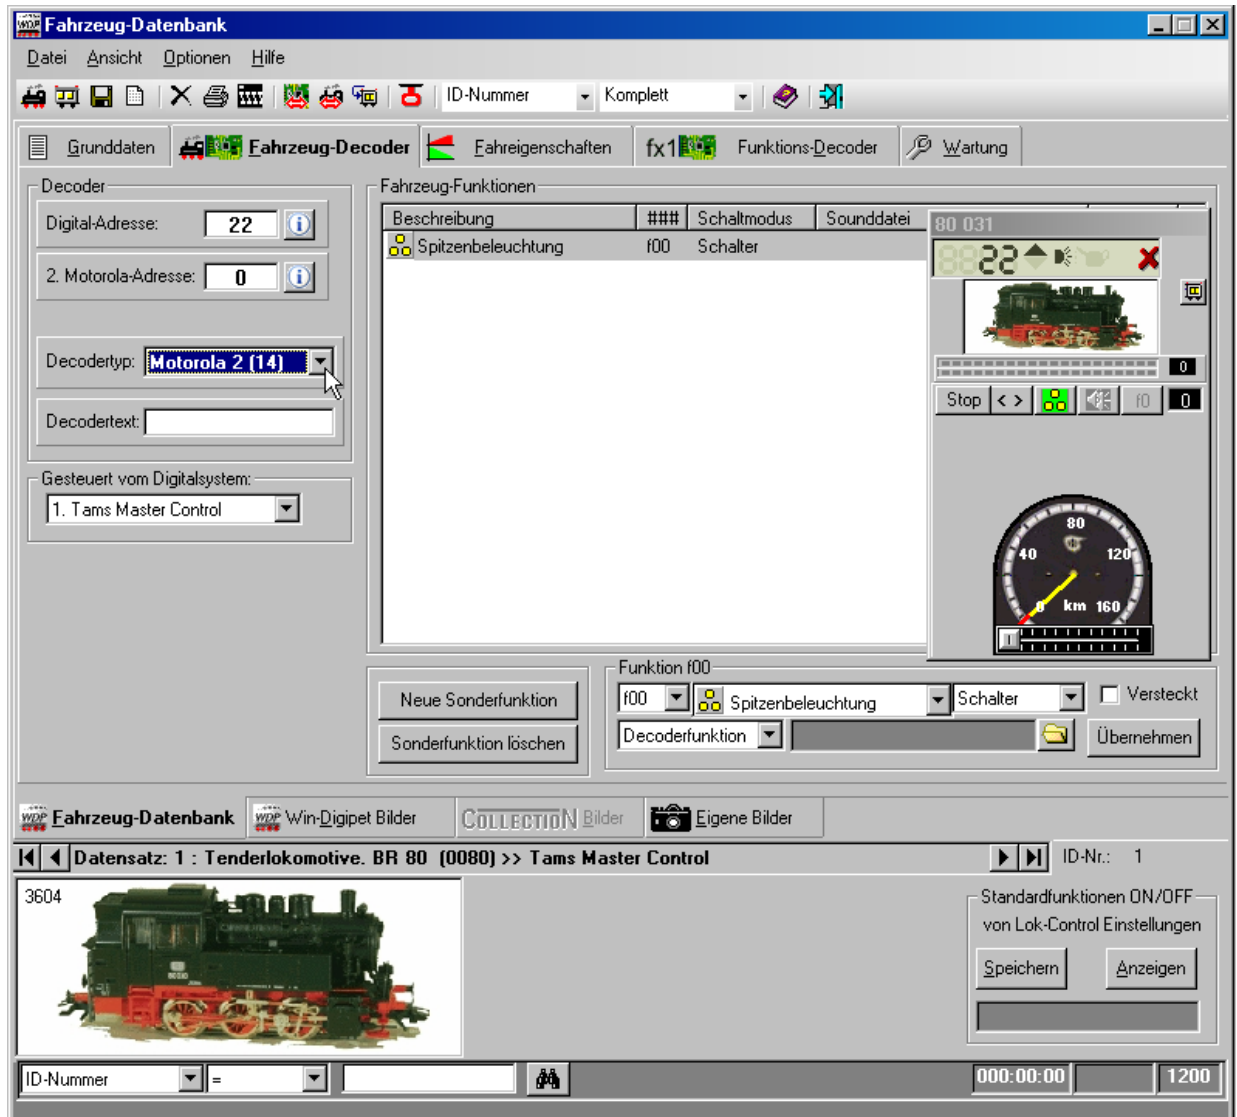 Fahrzeug-Datenbank
Datei Ansicht Optionen Hilfe
ID-Nummer Komplett
Grunddaten Fahrzeug-Decoder Fahreigenschaften fx1 Funktions-Decoder Wartung
Decoder
Digital-Adresse: 22
2. Motorola-Adresse: 0
Decodertyp: Motorola 2 (14)
Decodertext:
Gesteuert vom Digitalsystem:
1. Tams Master Control
Fahrzeug-Funktionen
Beschreibung ### Schaltmodus Sounddatei
Spitzenbeleuchtung f00 Schalter
80 031
22
0
Stop < > f0 0
80
40 120
0 km 160
Neue Sonderfunktion
Sonderfunktion löschen
Funktion f00
f00 Spitzenbeleuchtung Schalter Versteckt
Decoderfunktion Übernehmen
WDP Fahrzeug-Datenbank WDP Win-Digipet Bilder COLLECTION Bilder Eigene Bilder
Datensatz: 1 : Tenderlokomotive. BR 80 (0080) >> Tams Master Control ID-Nr.: 1
3604
Standardfunktionen ON/OFF
von Lok-Control Einstellungen
Speichern Anzeigen
ID-Nummer = 000:00:00 1200